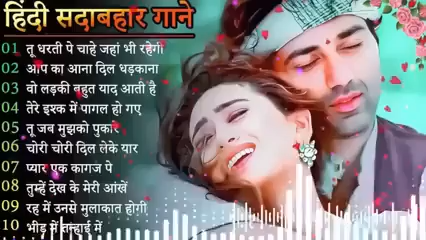 हिंदी सदाबहार गाने
01 तू धरती पे चाहे जहां भी रहेगी
02 आप का आना दिल धड़काना
03 वो लड़की बहुत याद आती है
04 तेरे इश्क में पागल हो गए
05 तू जब मुझको पुकार
06 चोरी चोरी दिल लेके यार
07 प्यार एक कागज पे
08 तुम्हें देख के मेरी आंखें
09 रह में उनसे मुलाकात होगी
10 भीड़ में तन्हाई में